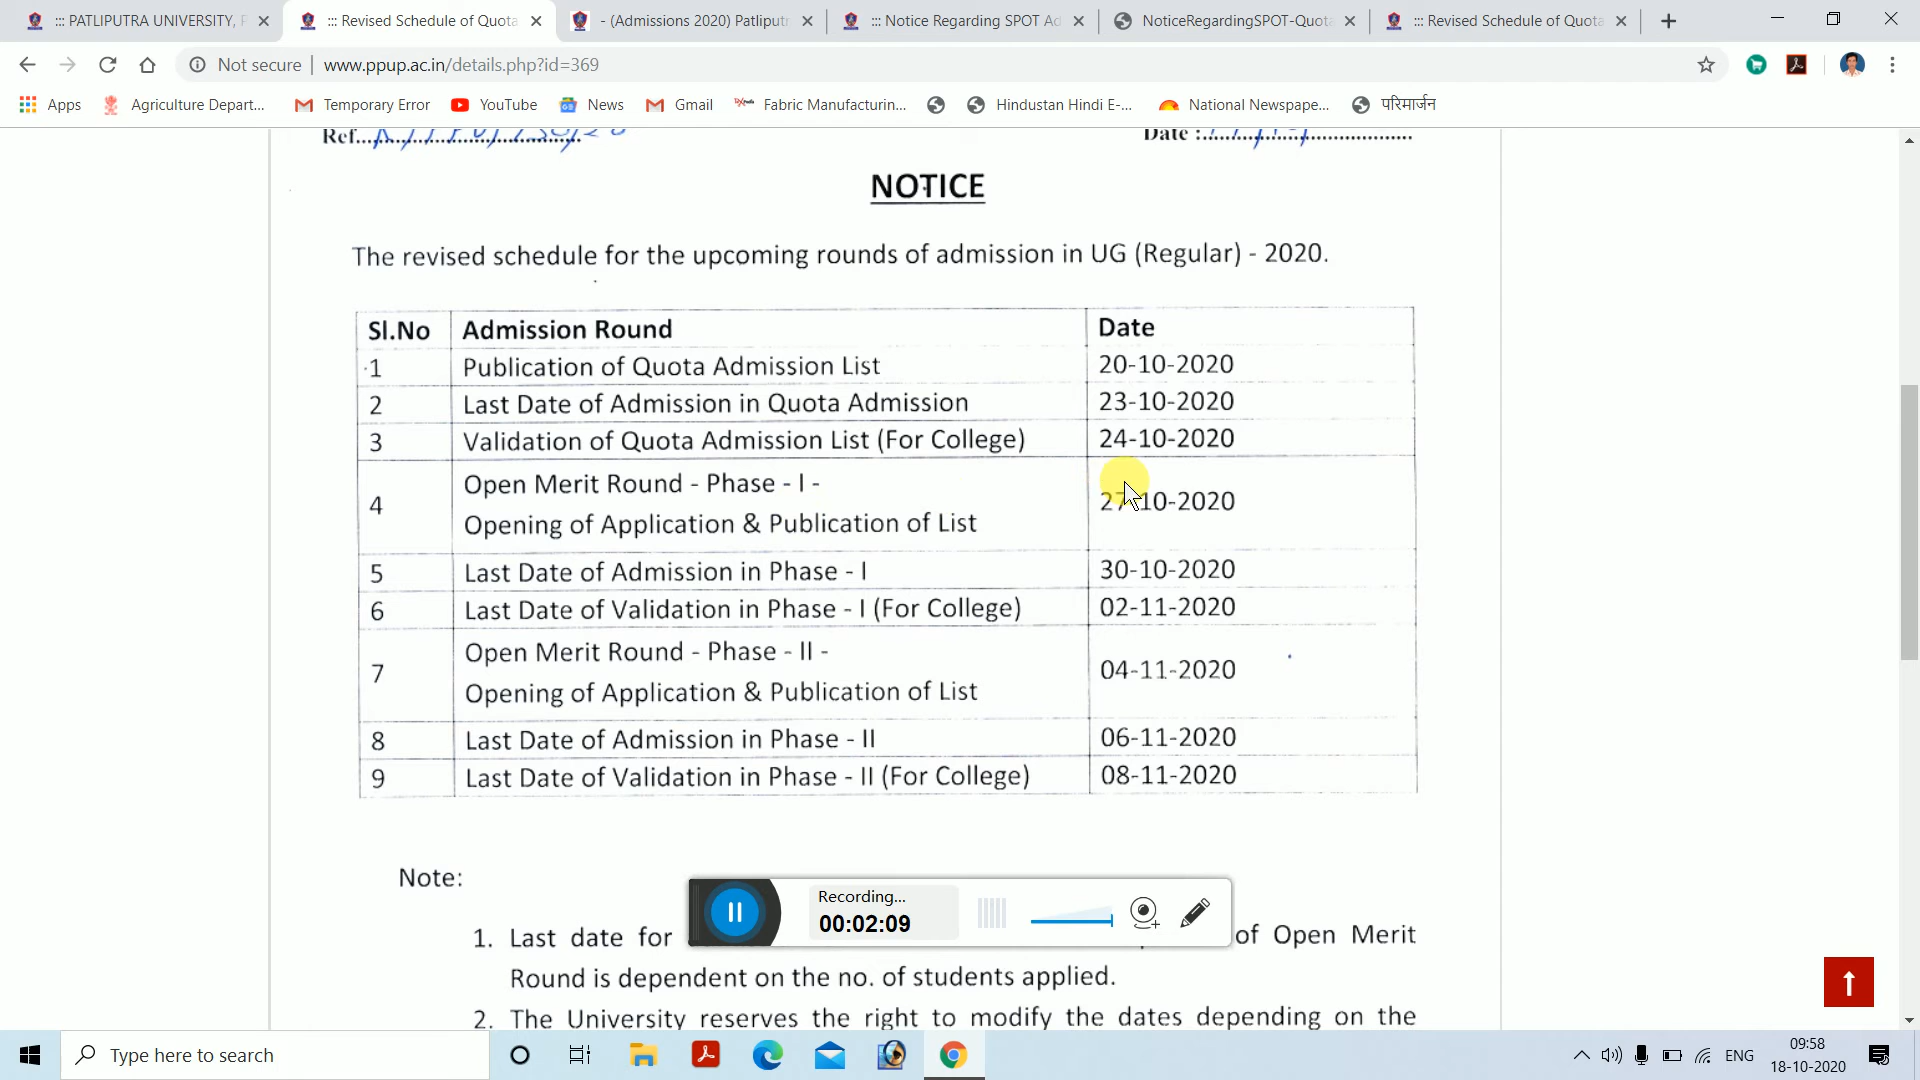 ::: PATLIPUTRA UNIVERSITY, P
::: Revised Schedule of Quota
- (Admissions 2020) Patliput
::: Notice Regarding SPOT Ad
NoticeRegardingSPOT-Quota
::: Revised Schedule of Quota
Not secure
www.ppup.ac.in/details.php?id=369
Apps
Agriculture Depart...
Temporary Error
YouTube
News
Gmail
Fabric Manufacturin...
Hindustan Hindi E-...
National Newspape...
परिमार्जन
Ref...
Date :
NOTICE
The revised schedule for the upcoming rounds of admission in UG (Regular) - 2020.
Sl.No Admission Round Date
1 Publication of Quota Admission List 20-10-2020
2 Last Date of Admission in Quota Admission 23-10-2020
3 Validation of Quota Admission List (For College) 24-10-2020
4 Open Merit Round - Phase - I - 27-10-2020
Opening of Application & Publication of List
5 Last Date of Admission in Phase - I 30-10-2020
6 Last Date of Validation in Phase - I (For College) 02-11-2020
7 Open Merit Round - Phase - II - 04-11-2020
Opening of Application & Publication of List
8 Last Date of Admission in Phase - II 06-11-2020
9 Last Date of Validation in Phase - II (For College) 08-11-2020
Note:
Recording...
00:02:09
1. Last date for of Open Merit
Round is dependent on the no. of students applied.
2. The University reserves the right to modify the dates depending on the
Type here to search
ENG
09:58
18-10-2020